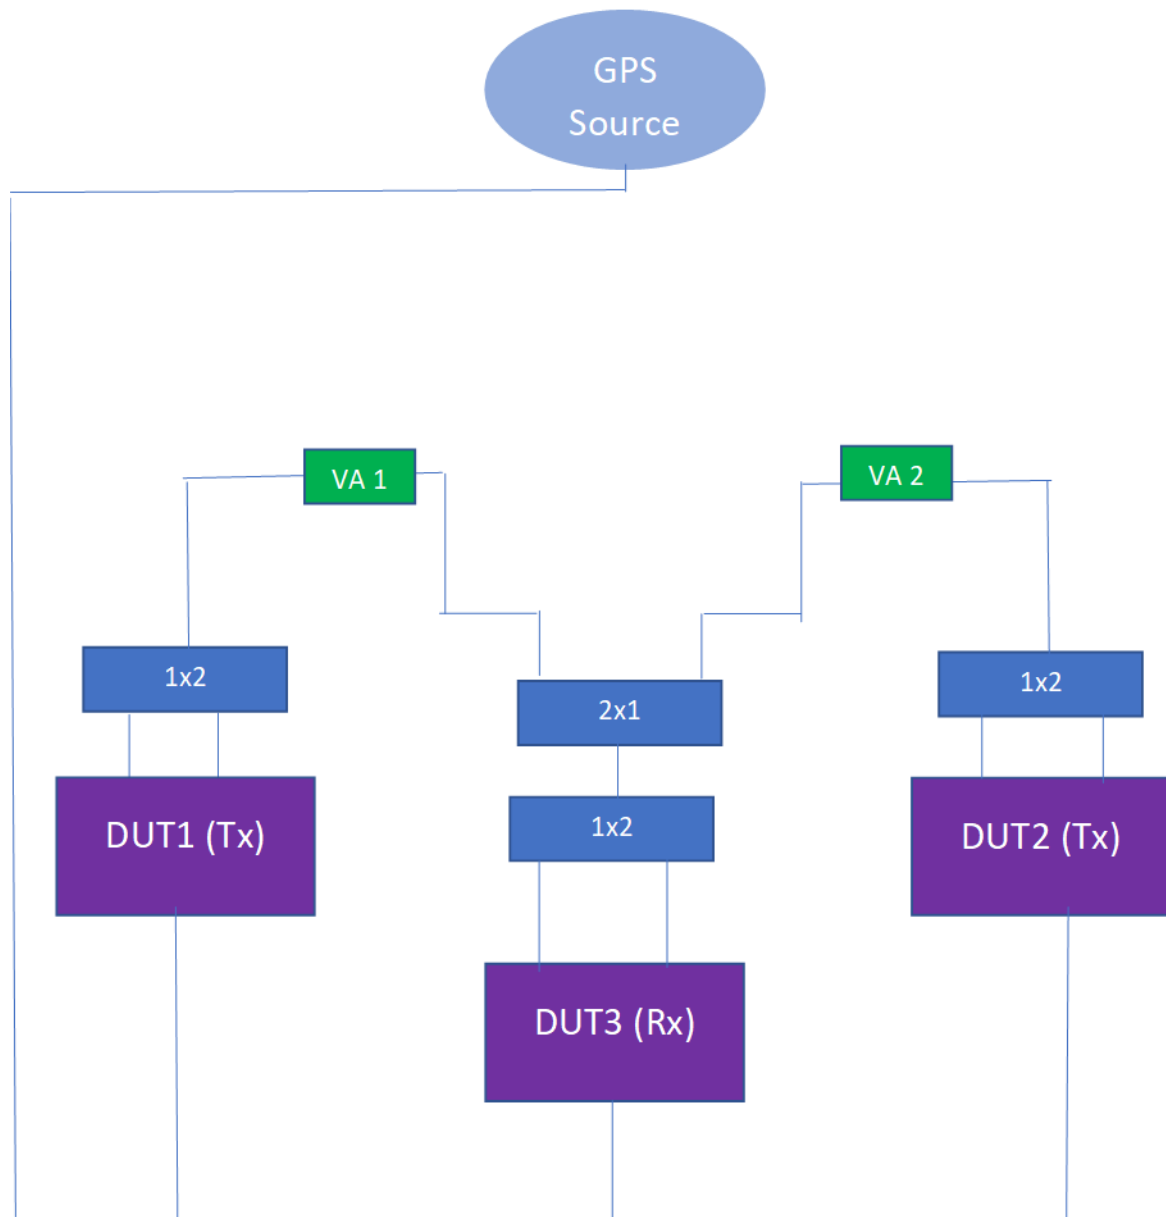 GPS
Source
VA 1
VA 2
1x2
1x2
2x1
1x2
DUT1 (Tx)
DUT2 (Tx)
DUT3 (Rx)